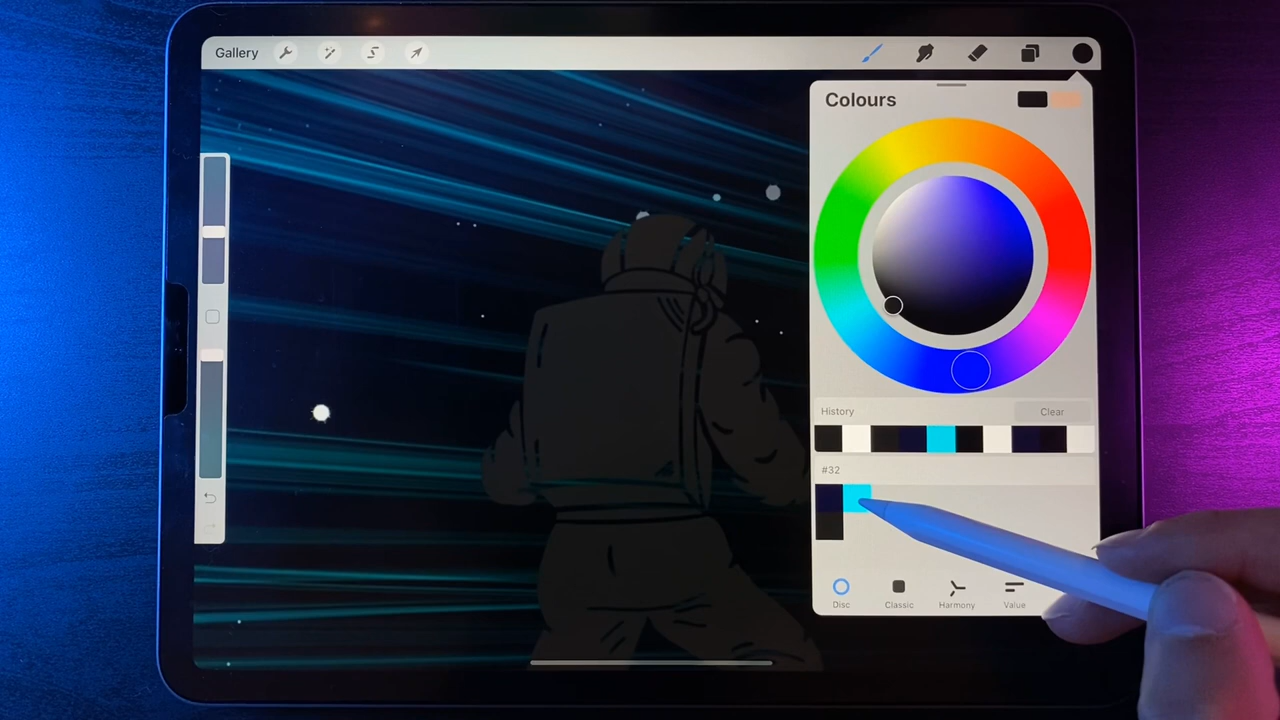 Gallery
Colours
History
Clear
#32
Disc
Classic
Harmony
Value